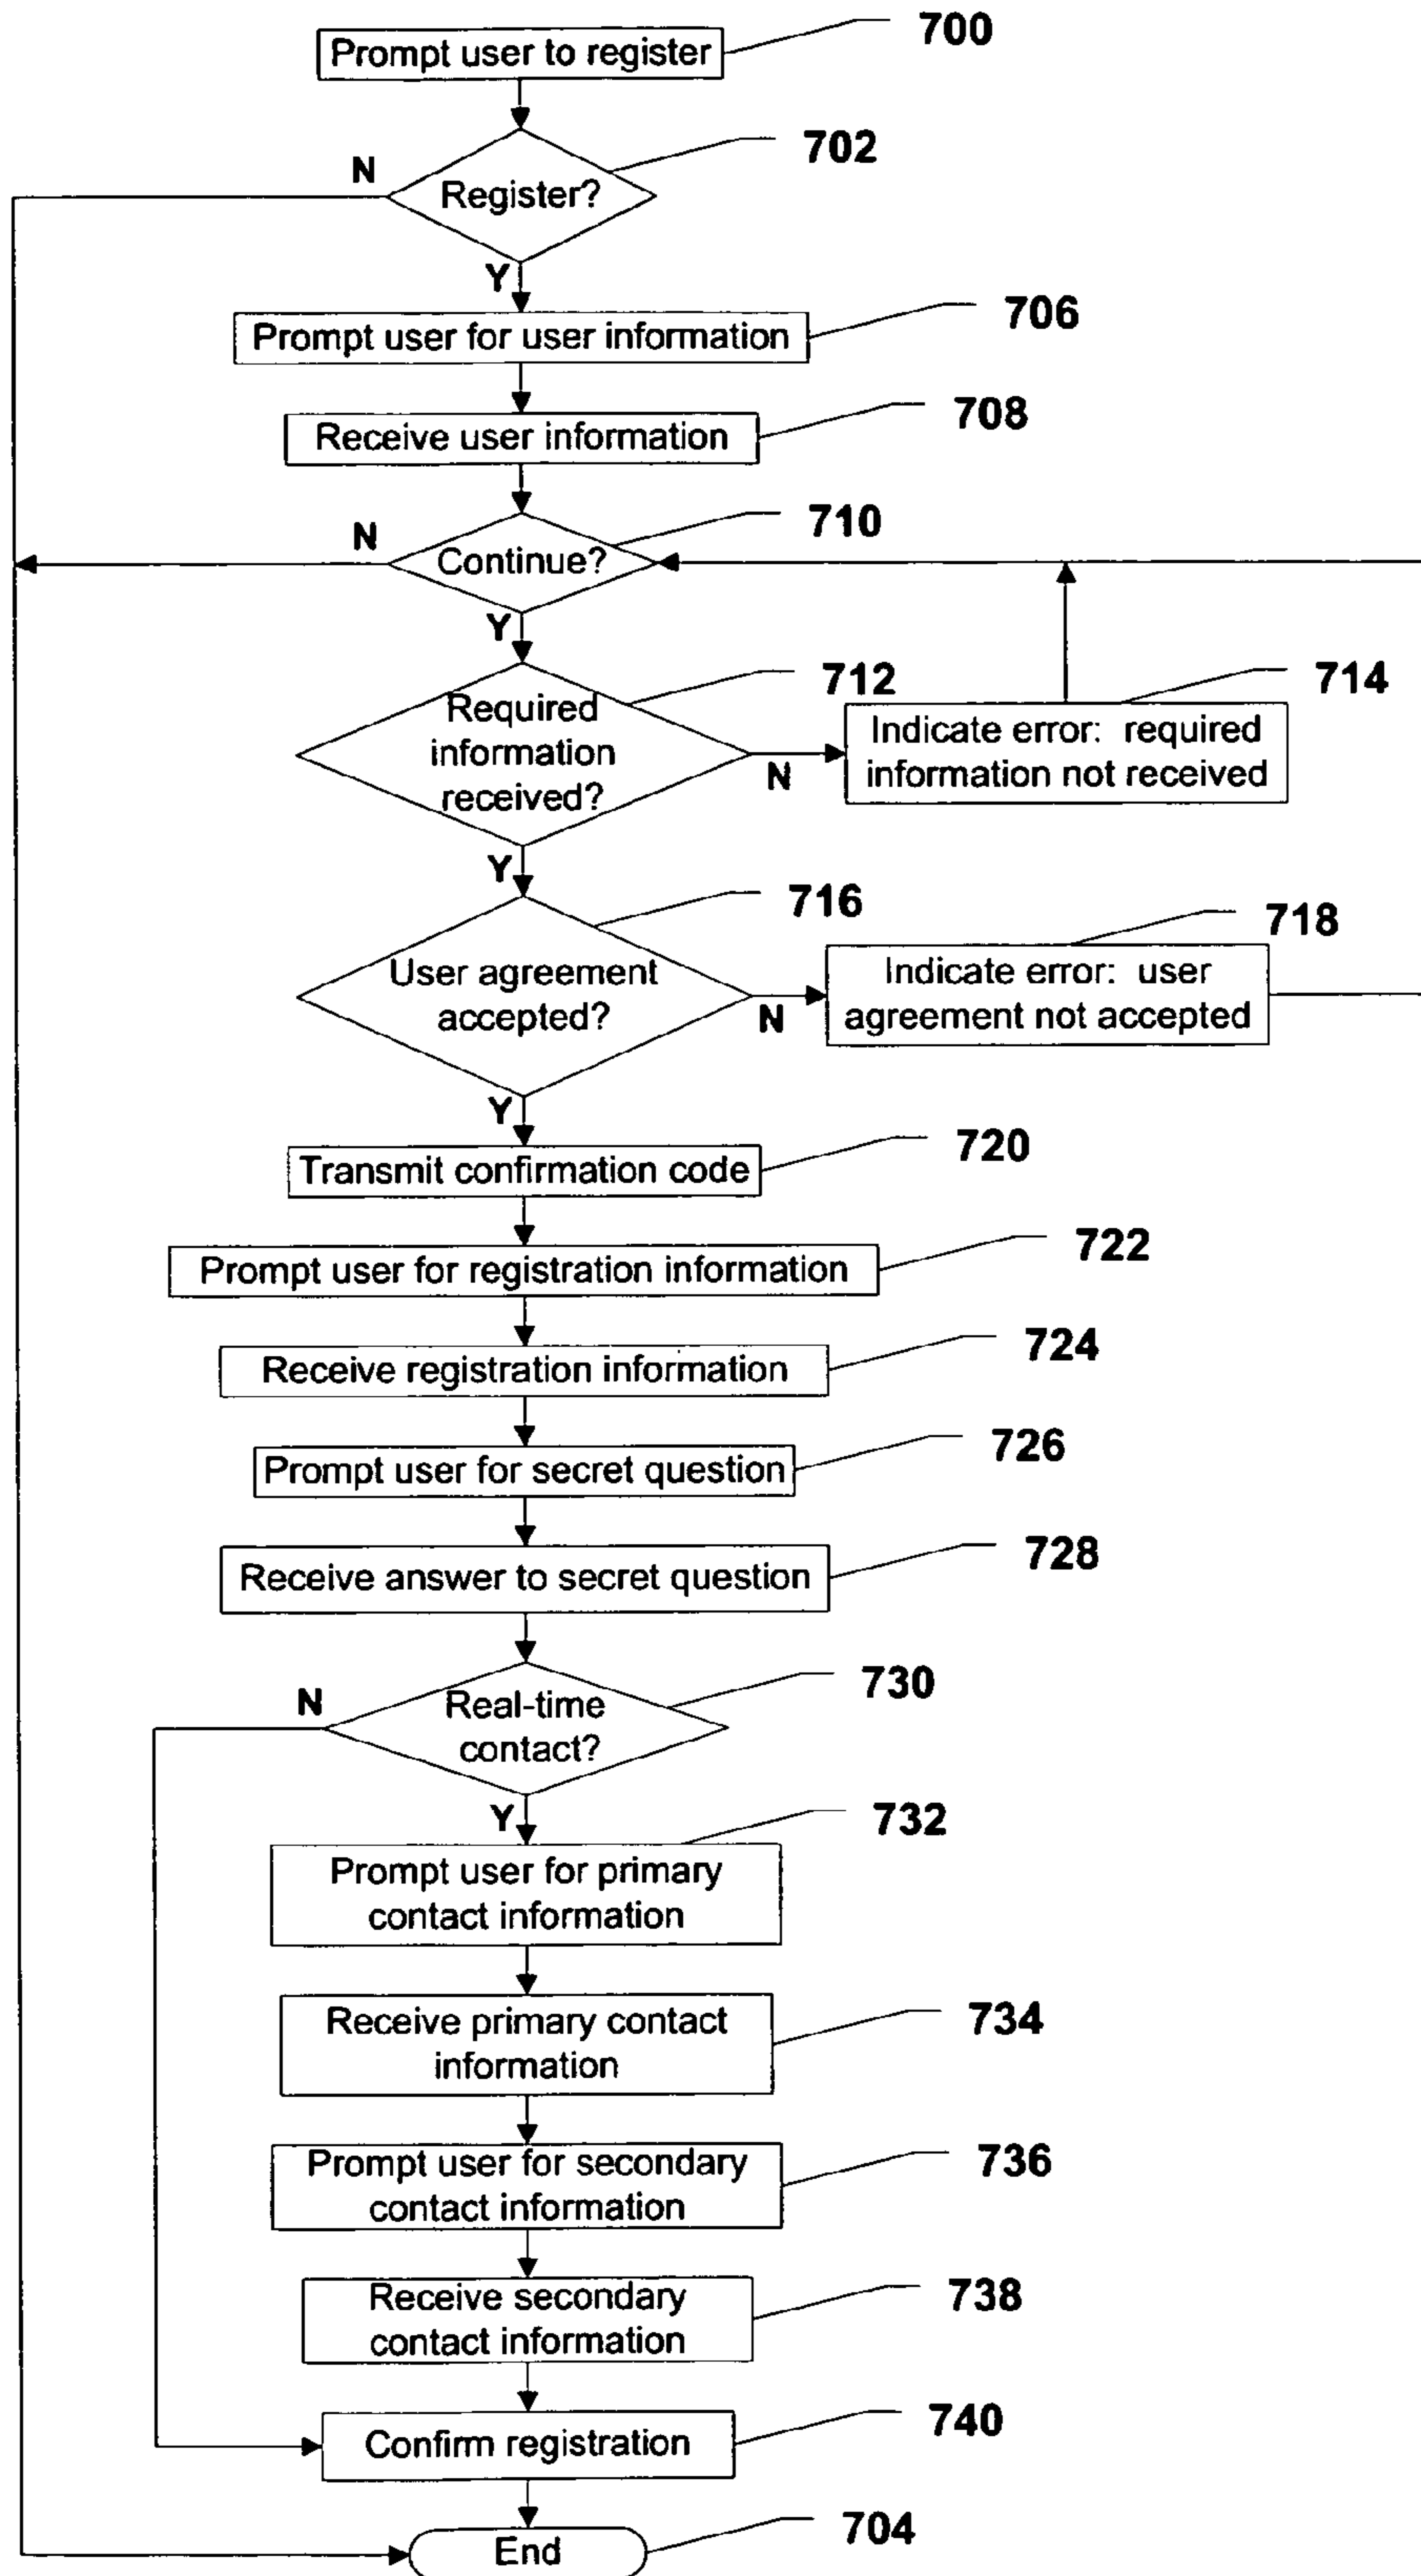 Prompt user to register
700
702
N
Register?
Y
706
Prompt user for user information
708
Receive user information
710
N
Continue?
Y
712
Required
information
received?
N
714
Indicate error: required
information not received
Y
716
User agreement
accepted?
N
718
Indicate error: user
agreement not accepted
Y
720
Transmit confirmation code
722
Prompt user for registration information
724
Receive registration information
726
Prompt user for secret question
728
Receive answer to secret question
730
N
Real-time
contact?
Y
732
Prompt user for primary
contact information
734
Receive primary contact
information
736
Prompt user for secondary
contact information
738
Receive secondary
contact information
740
Confirm registration
704
End